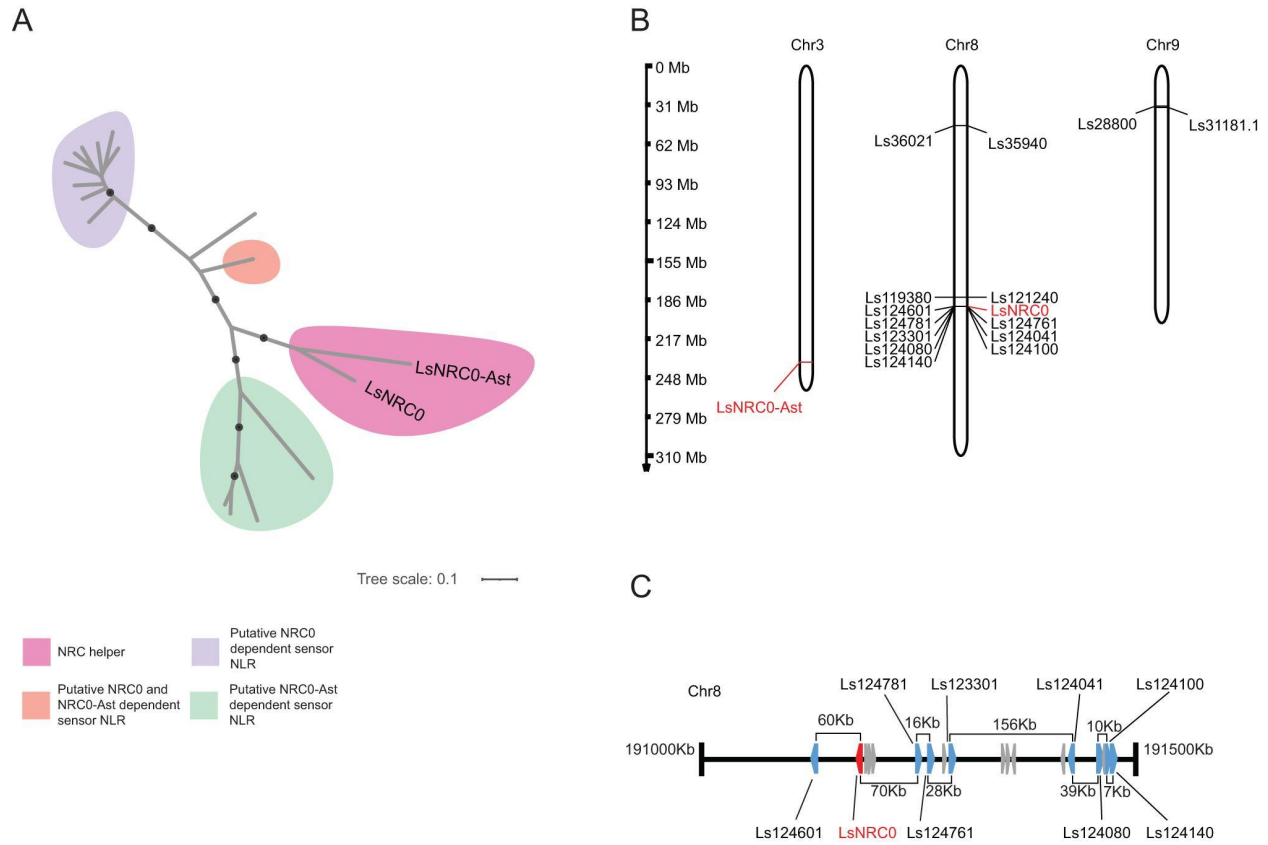 A
LsNRC0-Ast
LsNRC0
Tree scale: 0.1
NRC helper
Putative NRC0
dependent sensor
NLR
Putative NRC0 and
NRC0-Ast dependent
sensor NLR
Putative NRC0-Ast
dependent sensor
NLR
B
Chr3
Chr8
Chr9
0 Mb
31 Mb
62 Mb
93 Mb
124 Mb
155 Mb
186 Mb
217 Mb
248 Mb
279 Mb
310 Mb
LsNRC0-Ast
Ls36021
Ls35940
Ls119380
Ls124601
Ls124781
Ls123301
Ls124080
Ls124140
Ls121240
LsNRC0
Ls124761
Ls124041
Ls124100
Ls28800
Ls31181.1
C
Chr8
Ls124781
Ls123301
Ls124041
Ls124100
60Kb
16Kb
156Kb
10Kb
191000Kb
191500Kb
70Kb
28Kb
39Kb
7Kb
Ls124601
LsNRC0
Ls124761
Ls124080
Ls124140